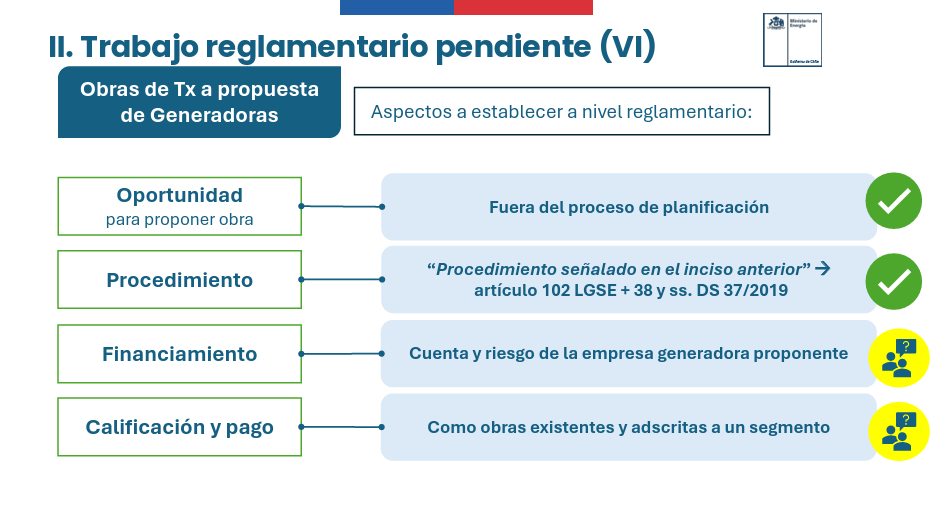 II. Trabajo reglamentario pendiente (VI)
Ministerio de
Energía
Gobierno de Chile
Obras de Tx a propuesta
de Generadoras
Aspectos a establecer a nivel reglamentario:
Oportunidad
para proponer obra
Fuera del proceso de planificación
Procedimiento
“Procedimiento señalado en el inciso anterior” →
artículo 102 LGSE + 38 y ss. DS 37/2019
Financiamiento
Cuenta y riesgo de la empresa generadora proponente
?
Calificación y pago
Como obras existentes y adscritas a un segmento
?